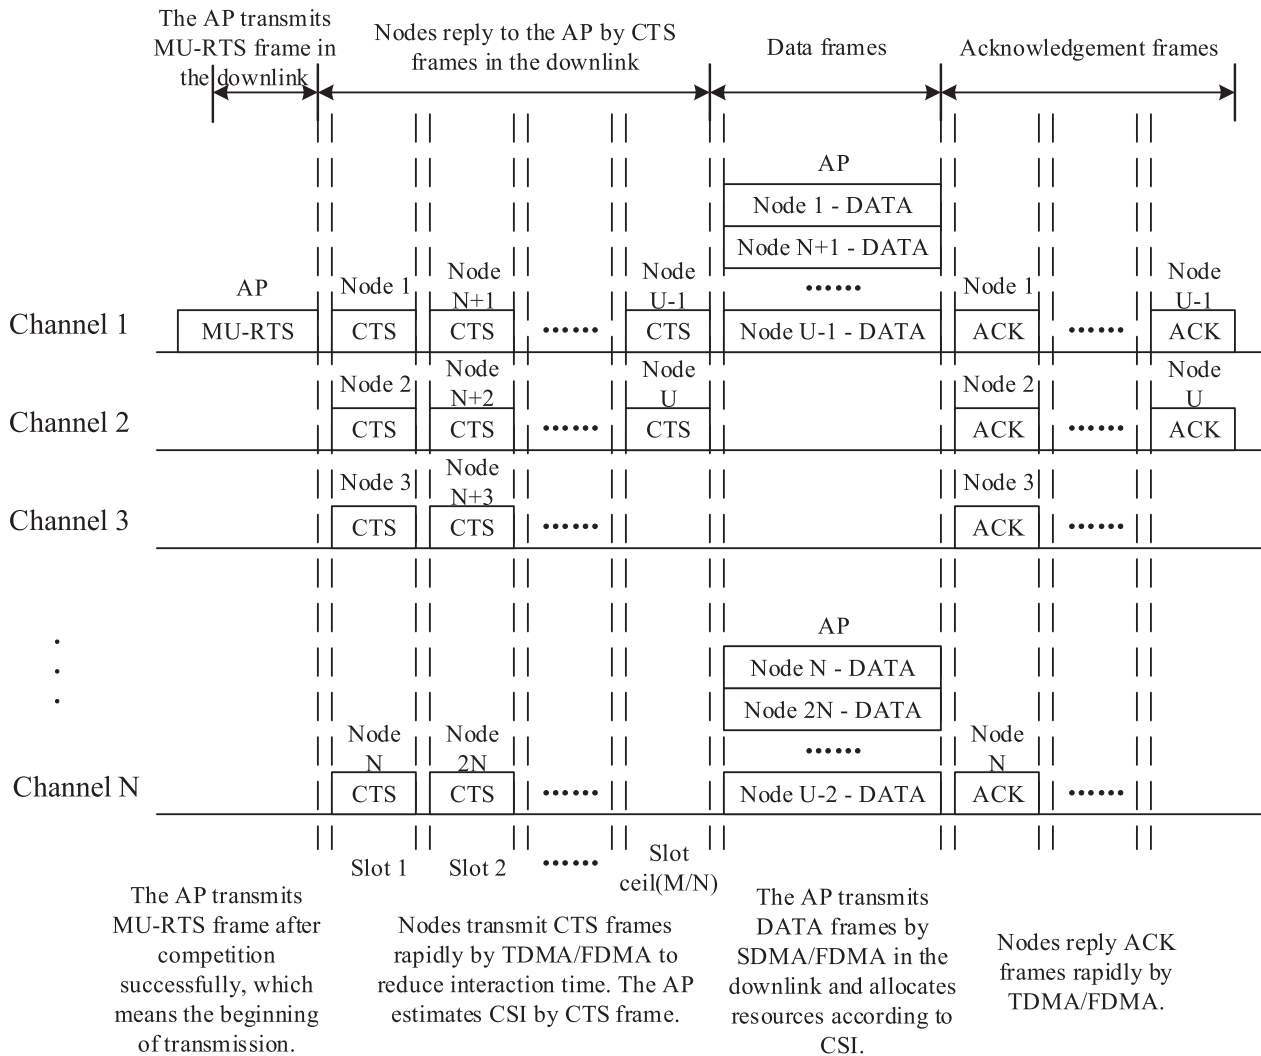 The AP transmits
MU-RTS frame in
the downlink
Nodes reply to the AP by CTS
frames in the downlink
Data frames
Acknowledgement frames
AP
Node 1 - DATA
Node N+1 - DATA
......
Node U-1 - DATA
Channel 1
AP
MU-RTS
Node 1
CTS
Node
N+1
CTS
......
Node
U-1
CTS
Node 1
ACK
......
Node
U-1
ACK
Channel 2
Node 2
CTS
Node
N+2
CTS
......
Node
U
CTS
Node 2
ACK
......
Node
U
ACK
Channel 3
Node 3
CTS
Node
N+3
CTS
......
Node 3
ACK
......
.
.
.
AP
Node N - DATA
Node 2N - DATA
......
Node U-2 - DATA
Channel N
Node
N
CTS
Node
2N
CTS
......
Node
N
ACK
......
Slot 1
Slot 2
......
Slot
ceil(M/N)
The AP transmits
MU-RTS frame after
competition
successfully, which
means the beginning
of transmission.
Nodes transmit CTS frames
rapidly by TDMA/FDMA to
reduce interaction time. The AP
estimates CSI by CTS frame.
The AP transmits
DATA frames by
SDMA/FDMA in the
downlink and allocates
resources according to
CSI.
Nodes reply ACK
frames rapidly by
TDMA/FDMA.